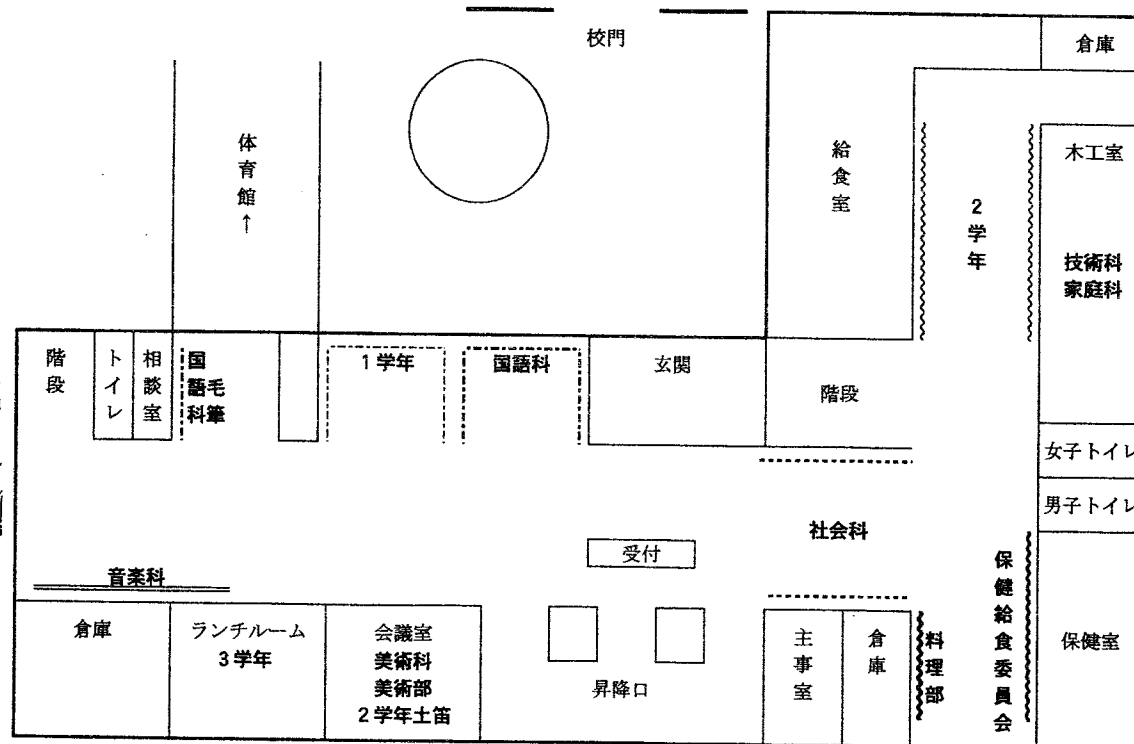 校門
倉庫
体育館↑
給食室
2学年
木工室
技術科
家庭科
階段
トイレ
相談室
国語科
毛筆
1学年
国語科
玄関
階段
女子トイレ
男子トイレ
社会科
受付
音楽科
保健給食委員会
倉庫
ランチルーム
3学年
会議室
美術科
美術部
2学年土笛
昇降口
主事室
倉庫
料理部
保健室